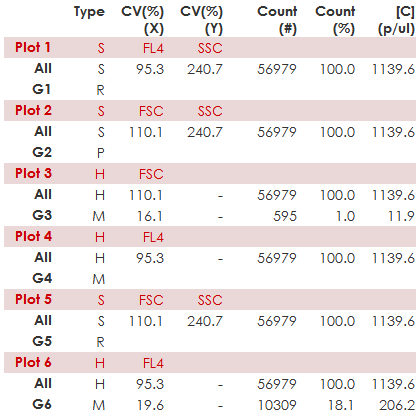 Type CV(%) CV(%) Count Count [C]
(X) (Y) (#) (%) (p/ul)
Plot 1 S FL4 SSC
All S 95.3 240.7 56979 100.0 1139.6
G1 R
Plot 2 S FSC SSC
All S 110.1 240.7 56979 100.0 1139.6
G2 P
Plot 3 H FSC
All H 110.1 - 56979 100.0 1139.6
G3 M 16.1 - 595 1.0 11.9
Plot 4 H FL4
All H 95.3 - 56979 100.0 1139.6
G4 M
Plot 5 S FSC SSC
All S 110.1 240.7 56979 100.0 1139.6
G5 R
Plot 6 H FL4
All H 95.3 - 56979 100.0 1139.6
G6 M 19.6 - 10309 18.1 206.2